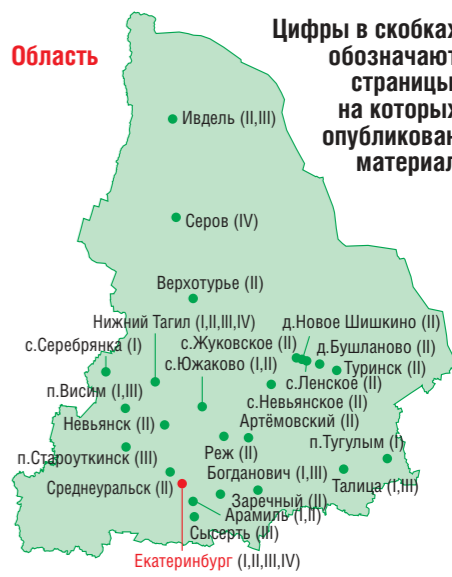 Область
Цифры в скобках
обозначают
страницы,
на которых
опубликован
материал
Ивдель (II,III)
Серов (IV)
Верхотурье (II)
Нижний Тагил (I,II,III,IV)
д.Новое Шишкино (II)
с.Серебрянка (I)
с.Жуковское (II)
д.Бушланово (II)
с.Южаково (I,II)
Туринск (II)
п.Висим (I,III)
с.Ленское (II)
с.Невьянское (II)
Невьянск (II)
Артёмовский (II)
п.Тугулым (I)
п.Староуткинск (III)
Реж (II)
Богданович (I,III)
Среднеуральск (II)
Талица (I,III)
Заречный (II)
Арамиль (I,II)
Сысерть (III)
Екатеринбург (I,II,III,IV)